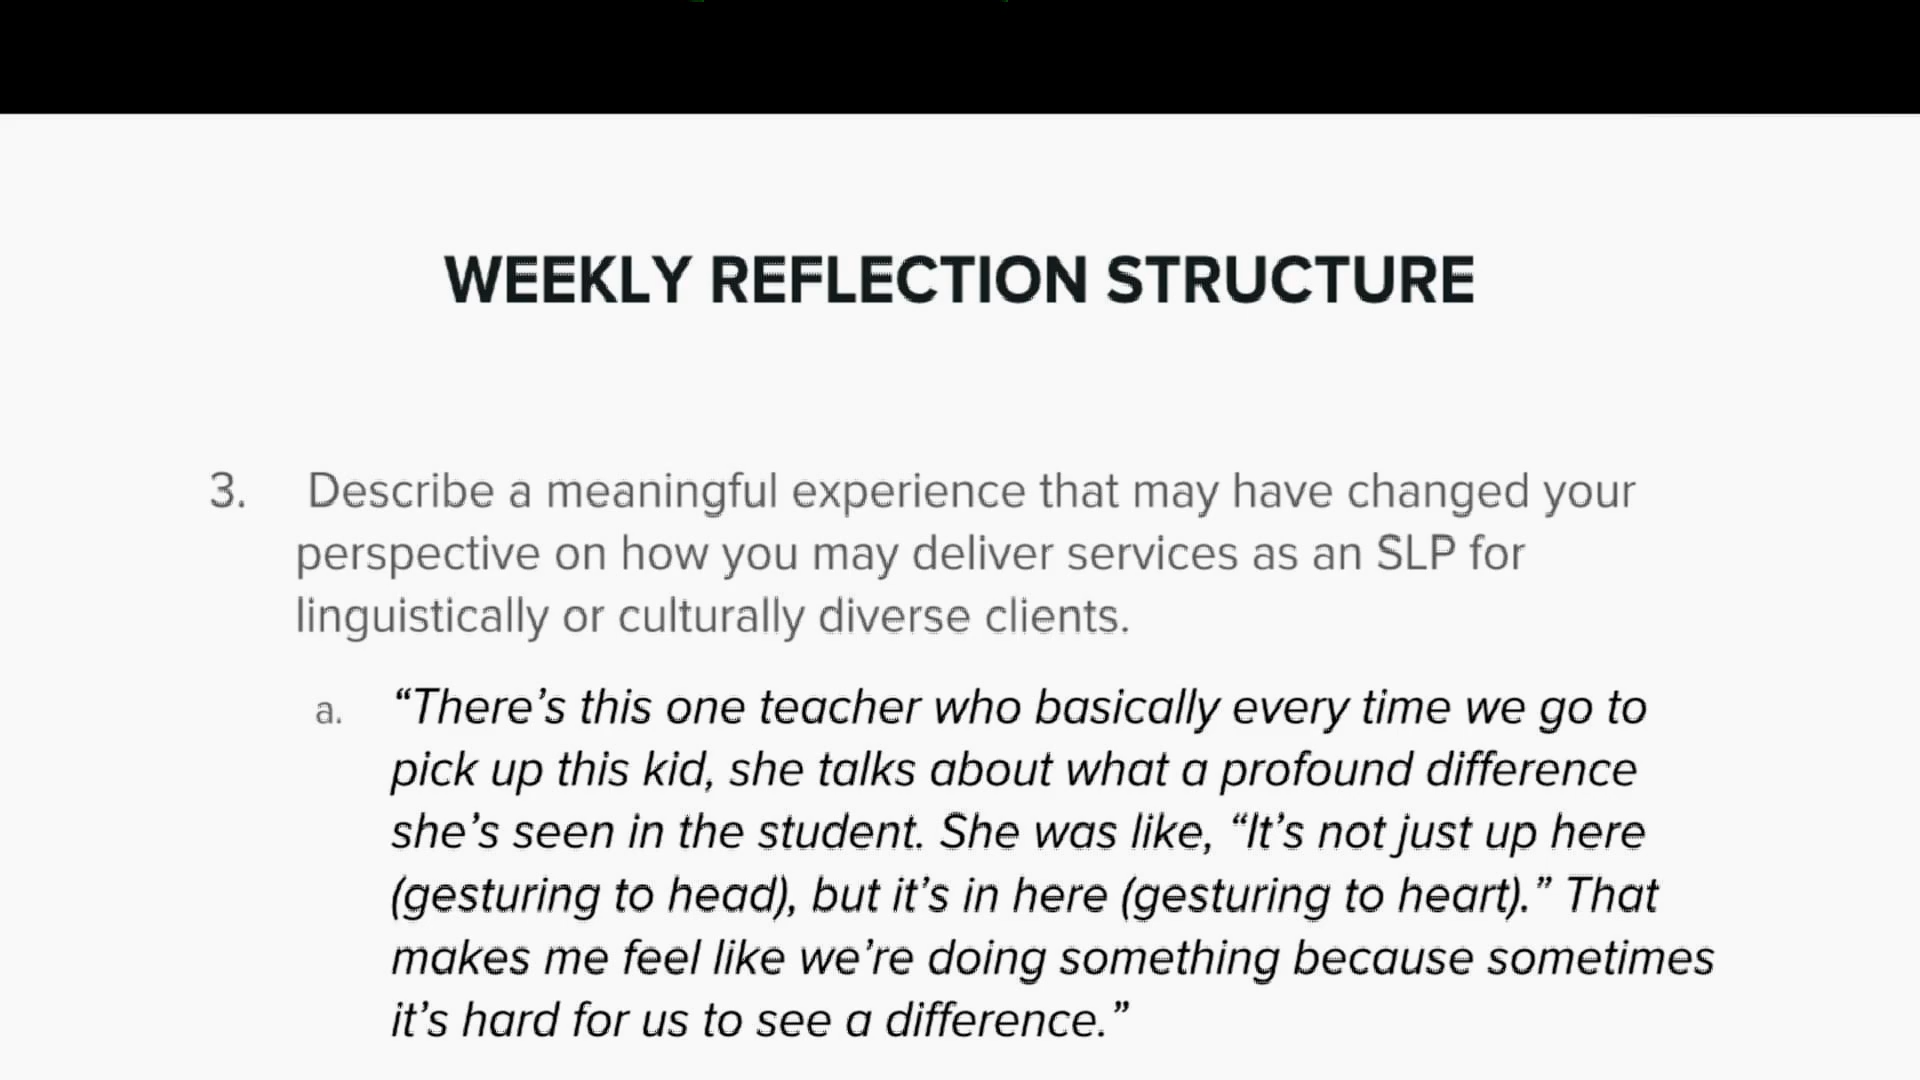 WEEKLY REFLECTION STRUCTURE
3. Describe a meaningful experience that may have changed your
perspective on how you may deliver services as an SLP for
linguistically or culturally diverse clients.
a. “There’s this one teacher who basically every time we go to
pick up this kid, she talks about what a profound difference
she’s seen in the student. She was like, “It’s not just up here
(gesturing to head), but it’s in here (gesturing to heart).” That
makes me feel like we’re doing something because sometimes
it’s hard for us to see a difference.”